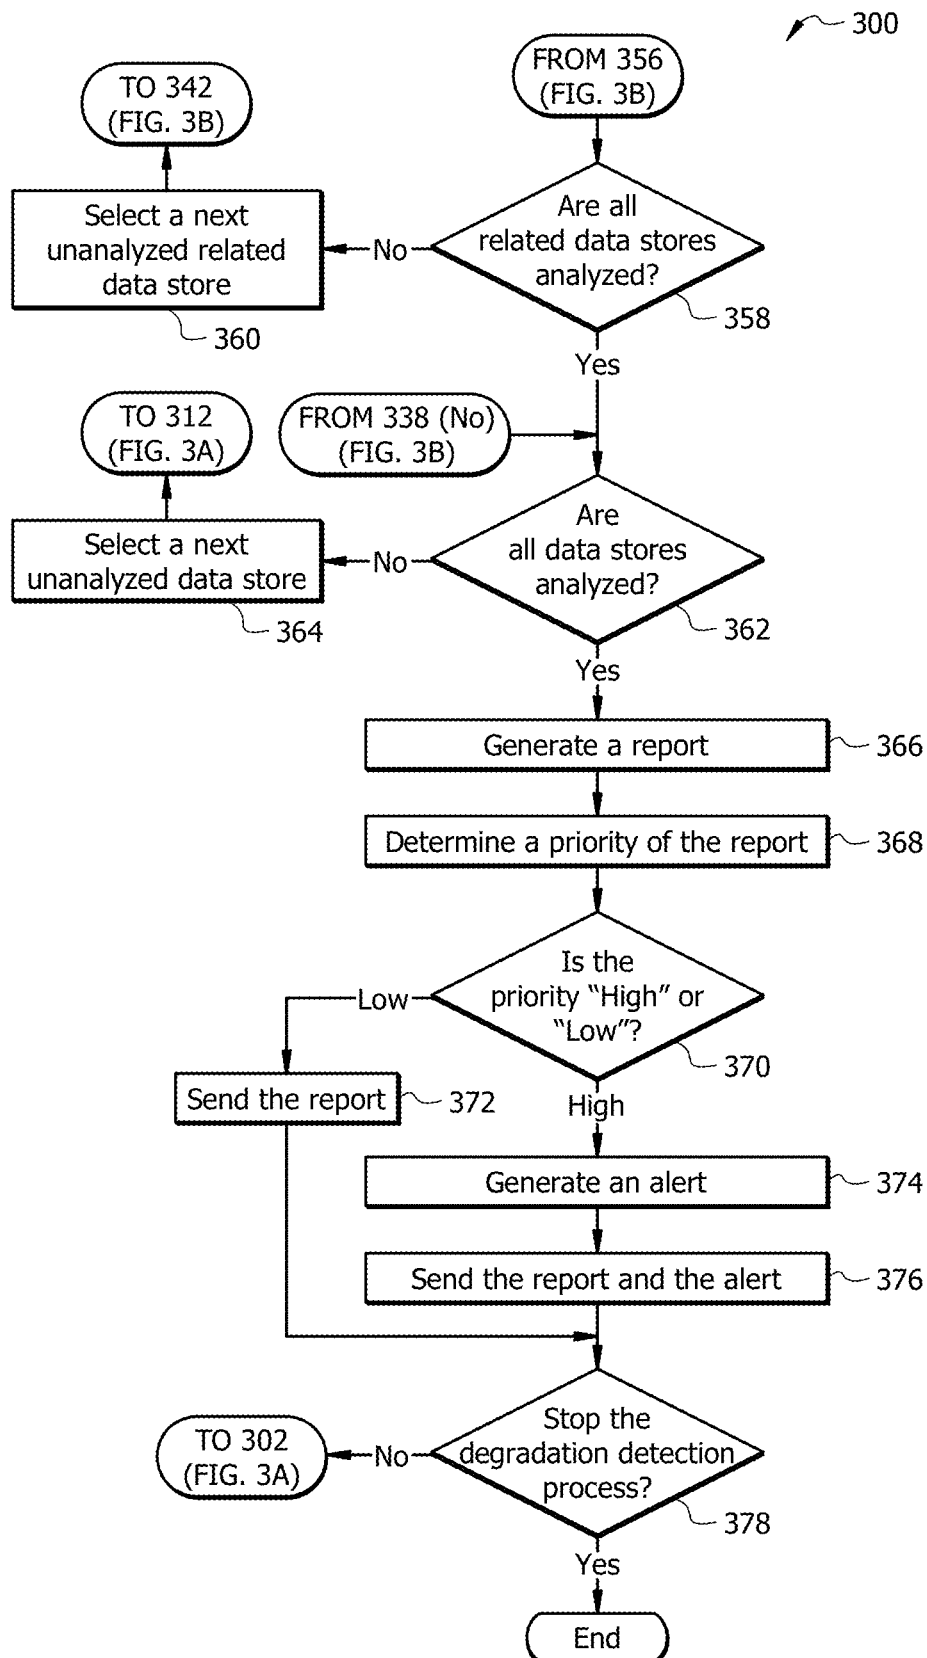 300
FROM 356
(FIG. 3B)
TO 342
(FIG. 3B)
Are all
related data stores
analyzed?
358
No
Select a next
unanalyzed related
data store
360
Yes
TO 312
(FIG. 3A)
FROM 338 (No)
(FIG. 3B)
Are
all data stores
analyzed?
362
No
Select a next
unanalyzed data store
364
Yes
Generate a report
366
Determine a priority of the report
368
Is the
priority “High” or
“Low”?
370
Low
Send the report
372
High
Generate an alert
374
Send the report and the alert
376
Stop the
degradation detection
process?
378
No
TO 302
(FIG. 3A)
Yes
End